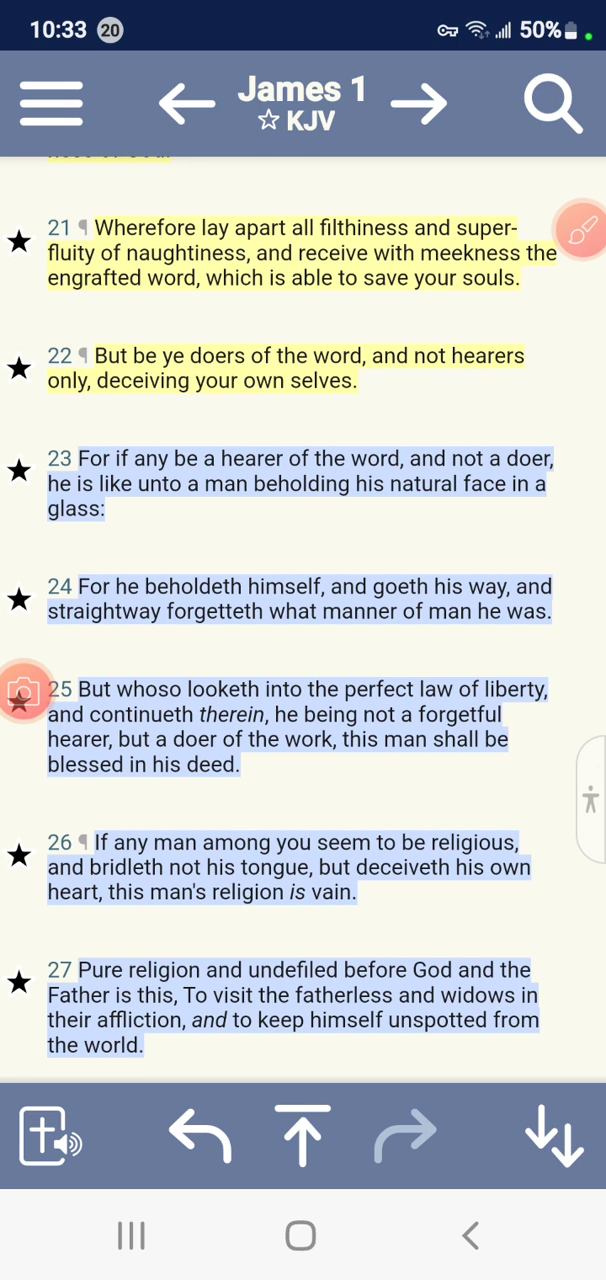 10:33 20 50%
James 1
☆ KJV
21 ¶ Wherefore lay apart all filthiness and super-
fluity of naughtiness, and receive with meekness the
engrafted word, which is able to save your souls.
22 ¶ But be ye doers of the word, and not hearers
only, deceiving your own selves.
23 For if any be a hearer of the word, and not a doer,
he is like unto a man beholding his natural face in a
glass:
24 For he beholdeth himself, and goeth his way, and
straightway forgetteth what manner of man he was.
25 But whoso looketh into the perfect law of liberty,
and continueth therein, he being not a forgetful
hearer, but a doer of the work, this man shall be
blessed in his deed.
26 ¶ If any man among you seem to be religious,
and bridleth not his tongue, but deceiveth his own
heart, this man's religion is vain.
27 Pure religion and undefiled before God and the
Father is this, To visit the fatherless and widows in
their affliction, and to keep himself unspotted from
the world.